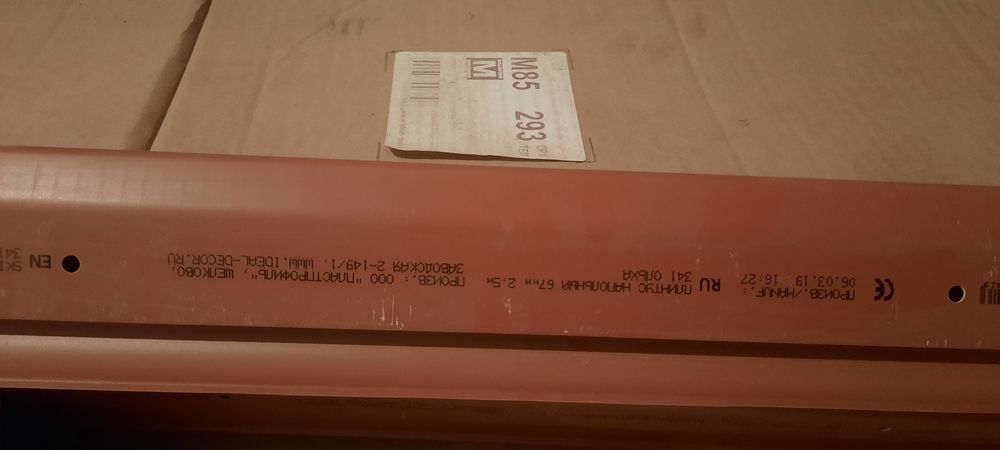 M85 293
M
CE
ПРОИЗВ./MANUF.:
06.03.19 16:27
RU
ПЛИНТУС НАПОЛЬНЫЙ 67мм 2,5м
341 ОЛЬХА
ПРОИЗВ.: ООО "ПЛАСТПРОФИЛЬ", ЩЕЛКОВО,
ЗАВОДСКАЯ 2-149/1, WWW.IDEAL-DECOR.RU
EN
341